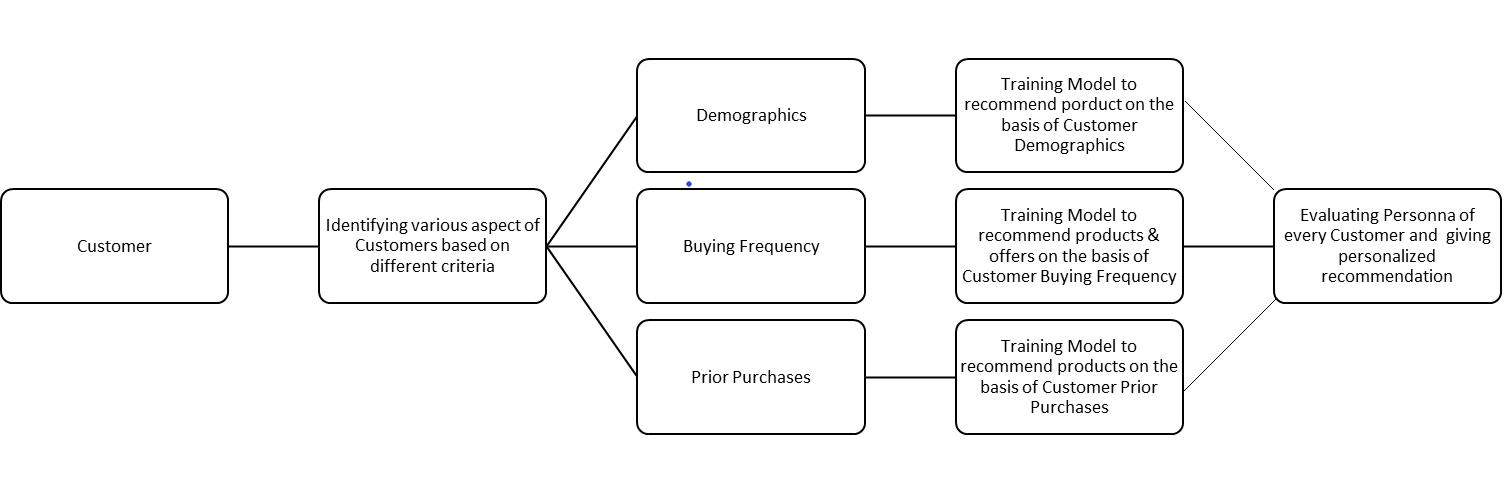 Customer
Identifying various aspect of
Customers based on
different criteria
Demographics
Training Model to
recommend porduct on the
basis of Customer
Demographics
Buying Frequency
Training Model to
recommend products &
offers on the basis of
Customer Buying Frequency
Prior Purchases
Training Model to
recommend products on the
basis of Customer Prior
Purchases
Evaluating Personna of
every Customer and  giving
personalized
recommendation